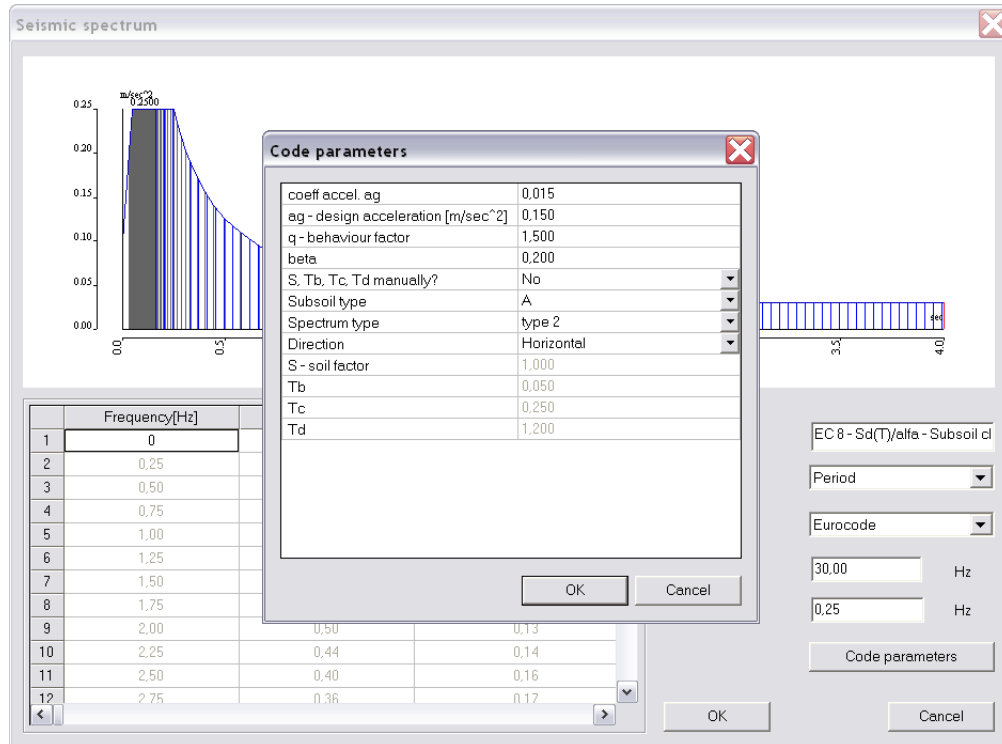 Seismic spectrum
m/sec^2
0.2500
0.25
0.20
0.15
0.10
0.05
0.00
0.0
0.5
3.5
4.0
sec
Code parameters
coeff accel. ag 0,015
ag - design acceleration [m/sec^2] 0,150
q - behaviour factor 1,500
beta 0,200
S, Tb, Tc, Td manually? No
Subsoil type A
Spectrum type type 2
Direction Horizontal
S - soil factor 1,000
Tb 0,050
Tc 0,250
Td 1,200
OK Cancel
Frequency[Hz]
1 0
2 0,25
3 0,50
4 0,75
5 1,00
6 1,25
7 1,50
8 1,75
9 2,00 0,50 0,13
10 2,25 0,44 0,14
11 2,50 0,40 0,16
12 2,75 0,36 0,17
EC 8 - Sd(T)/alfa - Subsoil cl
Period
Eurocode
30,00 Hz
0,25 Hz
Code parameters
OK Cancel